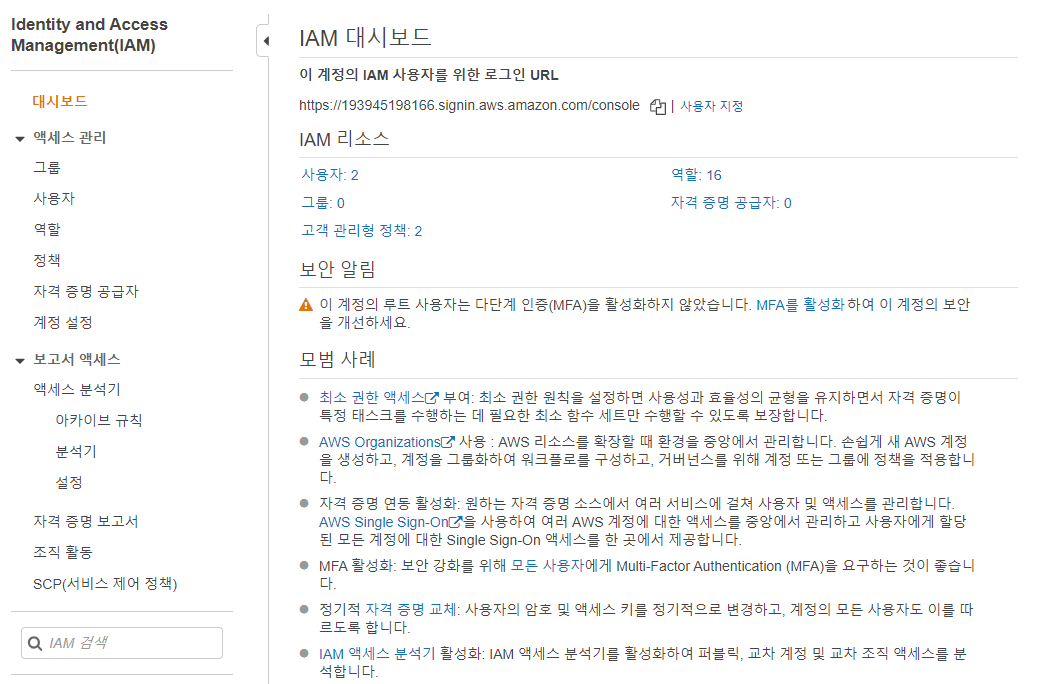 Identity and Access
Management(IAM)
대시보드
액세스 관리
그룹
사용자
역할
정책
자격 증명 공급자
계정 설정
보고서 액세스
액세스 분석기
아카이브 규칙
분석기
설정
자격 증명 보고서
조직 활동
SCP(서비스 제어 정책)
IAM 검색
IAM 대시보드
이 계정의 IAM 사용자를 위한 로그인 URL
https://193945198166.signin.aws.amazon.com/console | 사용자 지정
IAM 리소스
사용자: 2
역할: 16
그룹: 0
자격 증명 공급자: 0
고객 관리형 정책: 2
보안 알림
이 계정의 루트 사용자는 다단계 인증(MFA)을 활성화하지 않았습니다. MFA를 활성화하여 이 계정의 보안
을 개선하세요.
모범 사례
최소 권한 액세스 부여: 최소 권한 원칙을 설정하면 사용성과 효율성의 균형을 유지하면서 자격 증명이
특정 태스크를 수행하는 데 필요한 최소 함수 세트만 수행할 수 있도록 보장합니다.
AWS Organizations 사용 : AWS 리소스를 확장할 때 환경을 중앙에서 관리합니다. 손쉽게 새 AWS 계정
을 생성하고, 계정을 그룹화하여 워크플로를 구성하고, 거버넌스를 위해 계정 또는 그룹에 정책을 적용합니
다.
자격 증명 연동 활성화: 원하는 자격 증명 소스에서 여러 서비스에 걸쳐 사용자 및 액세스를 관리합니다.
AWS Single Sign-On을 사용하여 여러 AWS 계정에 대한 액세스를 중앙에서 관리하고 사용자에게 할당
된 모든 계정에 대한 Single Sign-On 액세스를 한 곳에서 제공합니다.
MFA 활성화: 보안 강화를 위해 모든 사용자에게 Multi-Factor Authentication (MFA)을 요구하는 것이 좋습니
다.
정기적 자격 증명 교체: 사용자의 암호 및 액세스 키를 정기적으로 변경하고, 계정의 모든 사용자도 이를 따
르도록 합니다.
IAM 액세스 분석기 활성화: IAM 액세스 분석기를 활성화하여 퍼블릭, 교차 계정 및 교차 조직 액세스를 분
석합니다.